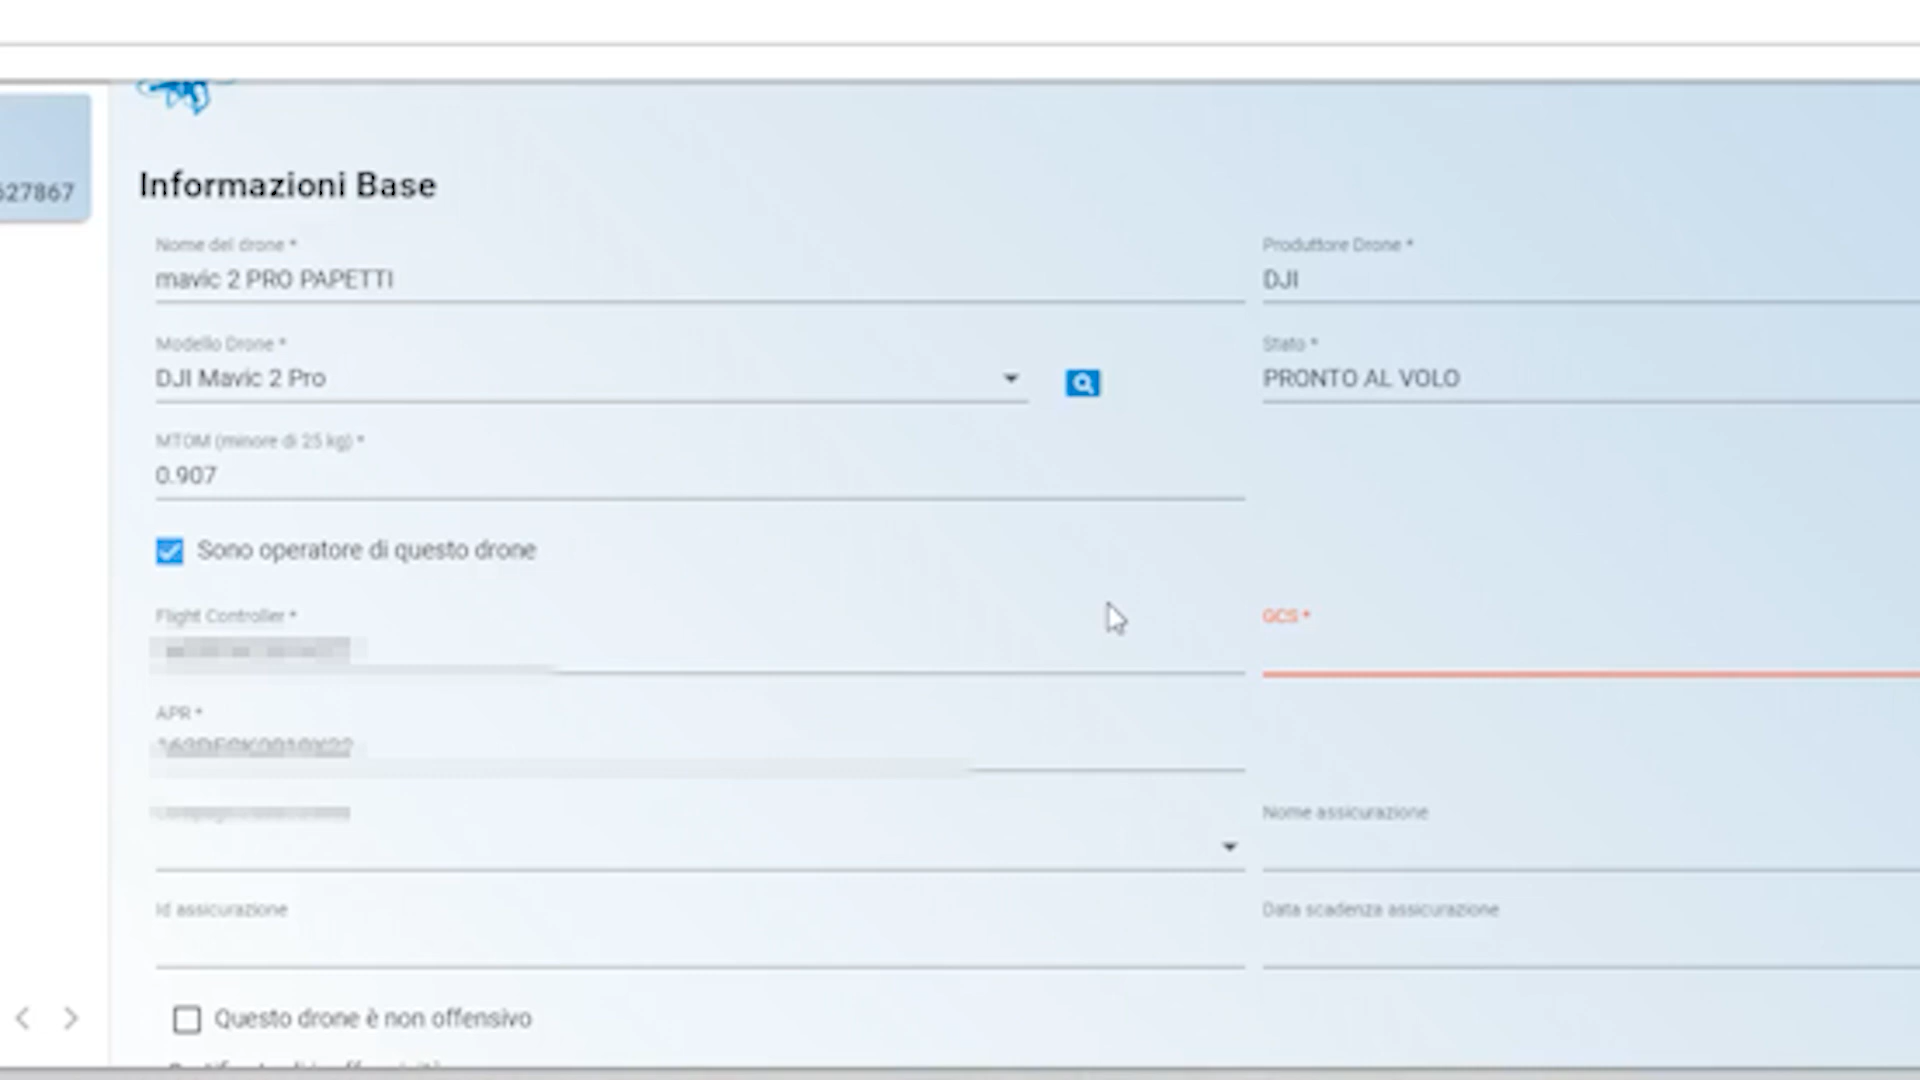 627867
Informazioni Base
Nome del drone *
mavic 2 PRO PAPETTI
Produttore Drone *
DJI
Modello Drone *
DJI Mavic 2 Pro
Stato *
PRONTO AL VOLO
MTOM (minore di 25 kg) *
0.907
Sono operatore di questo drone
Flight Controller *
GCS *
APR *
Nome assicurazione
Id assicurazione
Data scadenza assicurazione
Questo drone è non offensivo